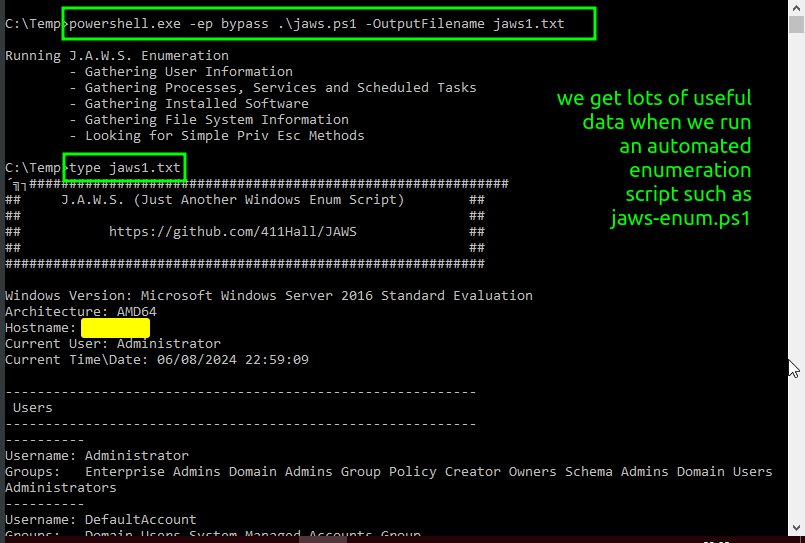 C:\Temp>powershell.exe -ep bypass .\jaws.ps1 -OutputFilename jaws1.txt
Running J.A.W.S. Enumeration
- Gathering User Information
- Gathering Processes, Services and Scheduled Tasks
- Gathering Installed Software
- Gathering File System Information
- Looking for Simple Priv Esc Methods
we get lots of useful
data when we run
an automated
enumeration
script such as
jaws-enum.ps1
C:\Temp>type jaws1.txt
´╗┐############################################################
##     J.A.W.S. (Just Another Windows Enum Script)        ##
##                                                        ##
##           https://github.com/411Hall/JAWS              ##
##                                                        ##
############################################################
Windows Version: Microsoft Windows Server 2016 Standard Evaluation
Architecture: AMD64
Hostname:
Current User: Administrator
Current Time\Date: 06/08/2024 22:59:09
-----------------------------------------------------------
Users
-----------------------------------------------------------
----------
Username: Administrator
Groups:   Enterprise Admins Domain Admins Group Policy Creator Owners Schema Admins Domain Users
Administrators
----------
Username: DefaultAccount
Groups:   Domain Users System Managed Accounts Group